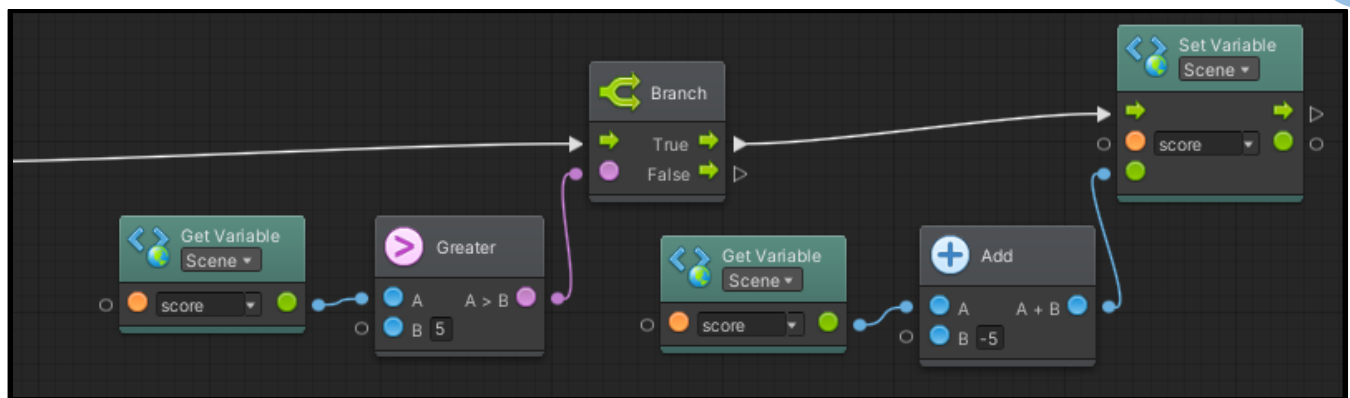 Set Variable
Scene
score
Branch
True
False
Get Variable
Scene
score
Greater
A A > B
B 5
Get Variable
Scene
score
Add
A A + B
B -5